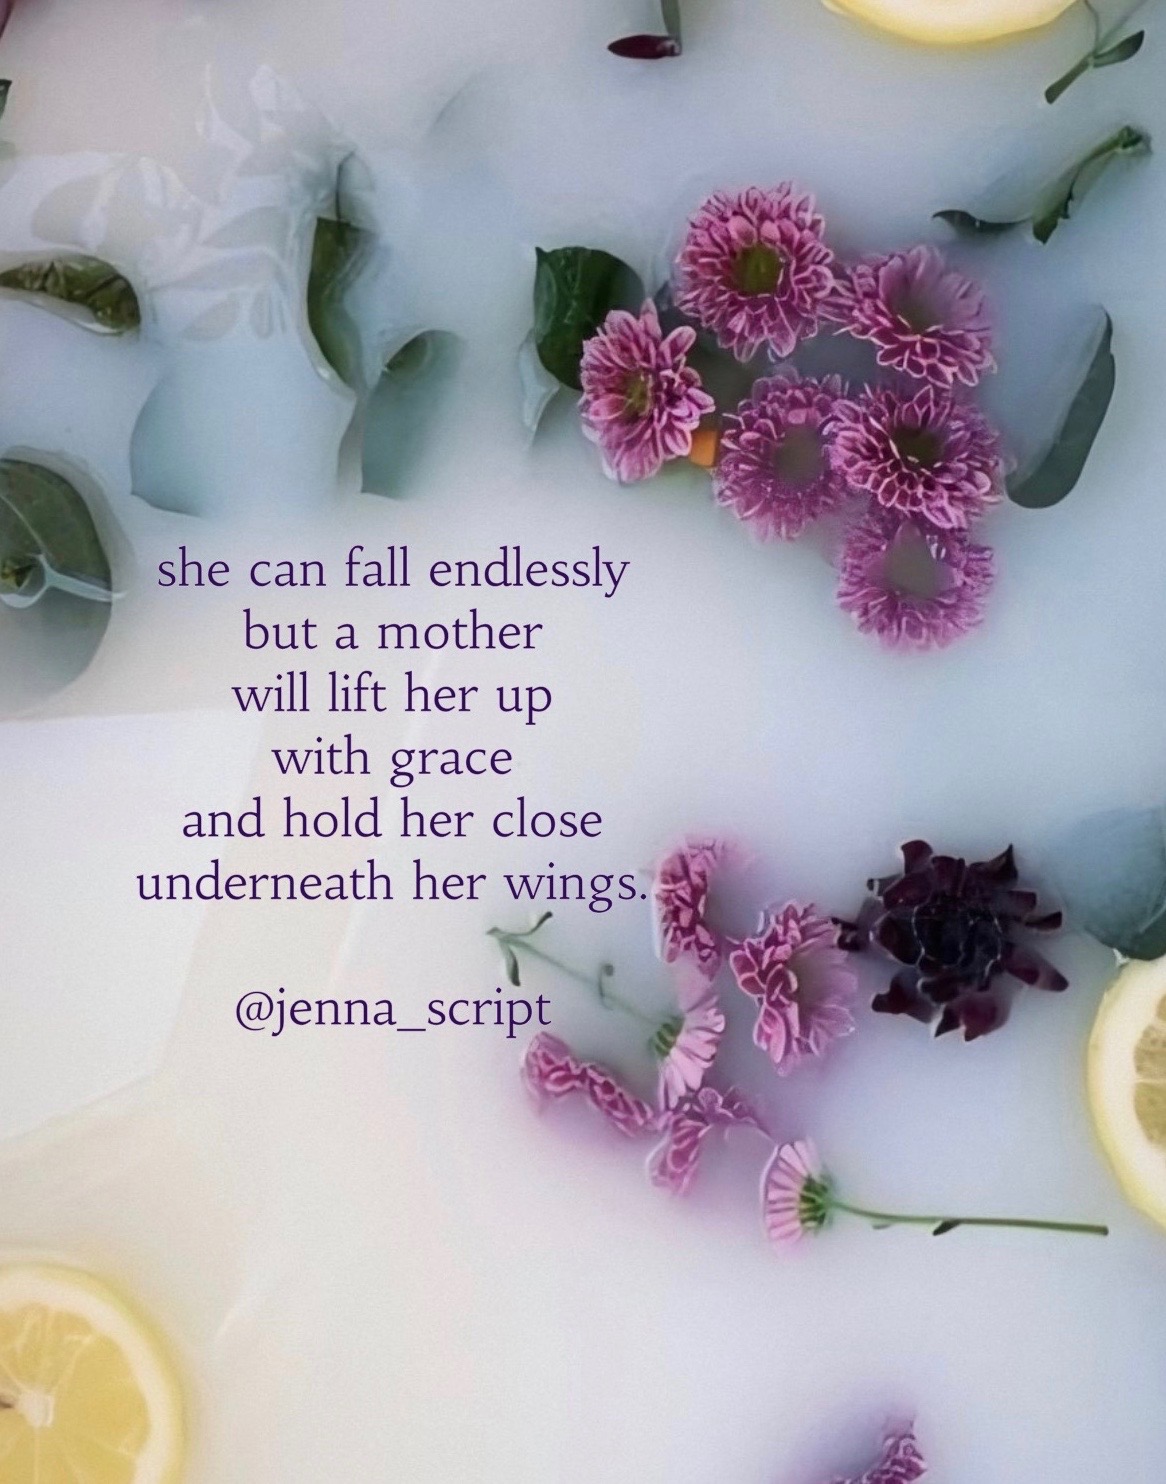 she can fall endlessly
but a mother
will lift her up
with grace
and hold her close
underneath her wings.
@jenna_script